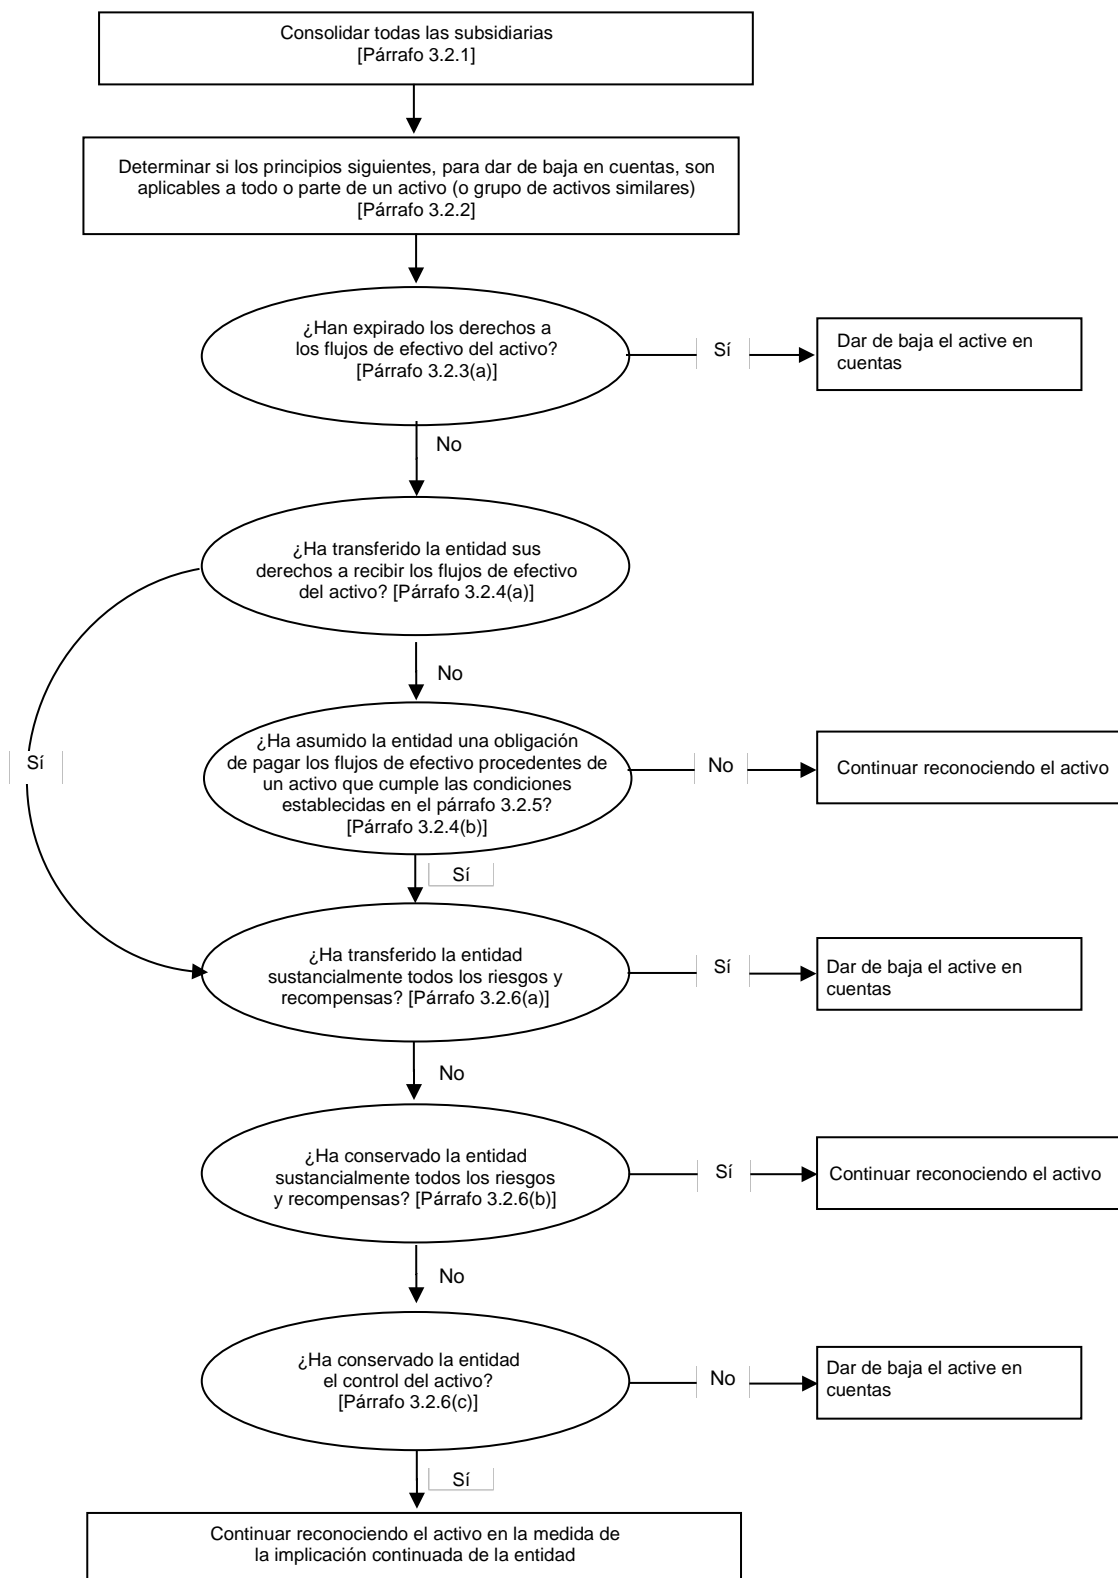 Consolidar todas las subsidiarias
[Párrafo 3.2.1]
Determinar si los principios siguientes, para dar de baja en cuentas, son
aplicables a todo o parte de un activo (o grupo de activos similares)
[Párrafo 3.2.2]
¿Han expirado los derechos a
los flujos de efectivo del activo?
[Párrafo 3.2.3(a)]
Sí
Dar de baja el active en
cuentas
No
¿Ha transferido la entidad sus
derechos a recibir los flujos de efectivo
del activo? [Párrafo 3.2.4(a)]
No
Sí
¿Ha asumido la entidad una obligación
de pagar los flujos de efectivo procedentes de
un activo que cumple las condiciones
establecidas en el párrafo 3.2.5?
[Párrafo 3.2.4(b)]
No
Continuar reconociendo el activo
Sí
¿Ha transferido la entidad
sustancialmente todos los riesgos y
recompensas? [Párrafo 3.2.6(a)]
Sí
Dar de baja el active en
cuentas
No
¿Ha conservado la entidad
sustancialmente todos los riesgos
y recompensas? [Párrafo 3.2.6(b)]
Sí
Continuar reconociendo el activo
No
¿Ha conservado la entidad
el control del activo?
[Párrafo 3.2.6(c)]
No
Dar de baja el active en
cuentas
Sí
Continuar reconociendo el activo en la medida de
la implicación continuada de la entidad